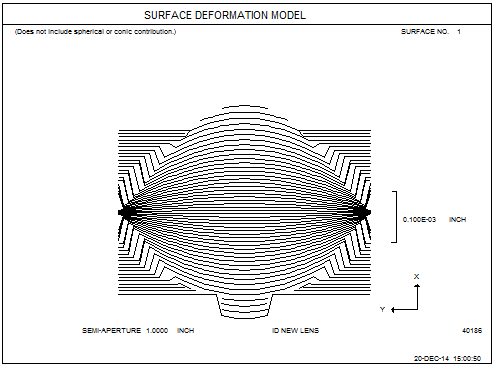 SURFACE DEFORMATION MODEL
(Does not include spherical or conic contribution.) SURFACE NO. 1
0.100E-03 INCH
X
Y
SEMI-APERTURE 1.0000 INCH ID NEW LENS 40186
20-DEC-14 15:00:50